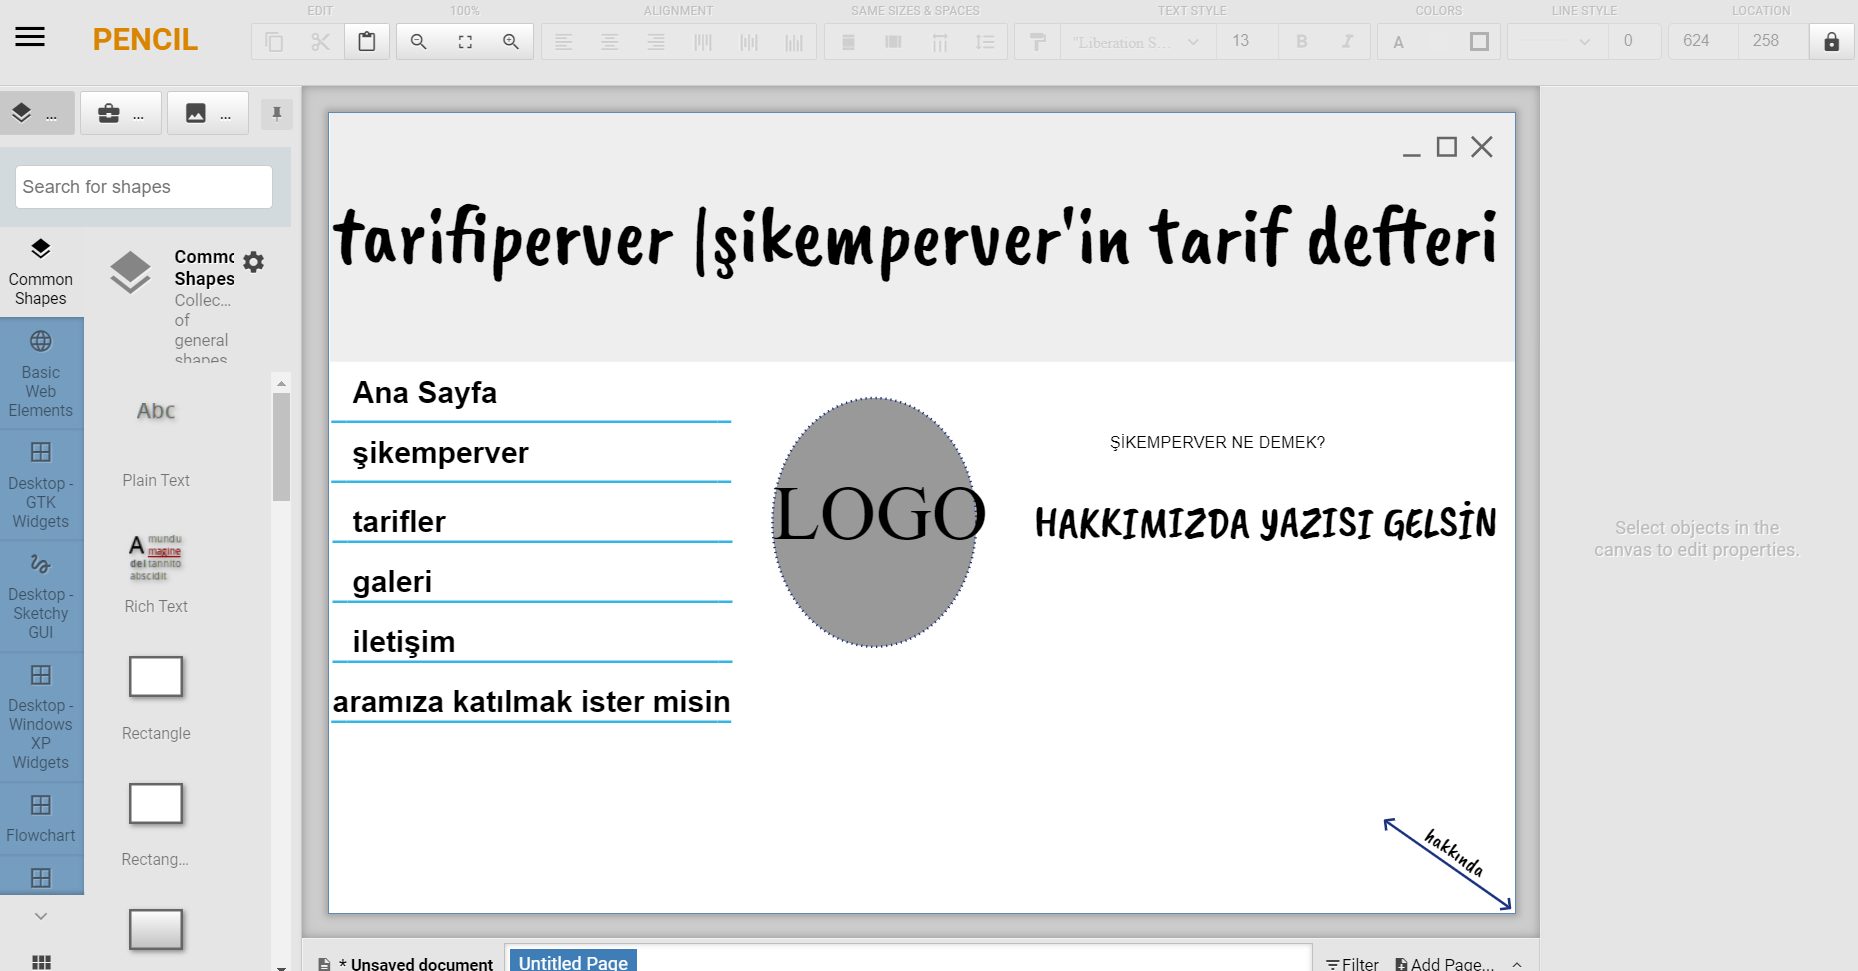 EDIT
100%
ALIGNMENT
SAME SIZES & SPACES
TEXT STYLE
COLORS
LINE STYLE
LOCATION
PENCIL
"Liberation S...
13
B
I
A
0
624
258
...
...
...
Search for shapes
Common
Shapes
Basic
Web
Elements
Desktop -
GTK
Widgets
Desktop -
Sketchy
GUI
Desktop -
Windows
XP
Widgets
Flowchart
Commo
Shapes
Collec...
of
general
shapes
Abc
Plain Text
A mundu
magine
del tannito
abscidit
Rich Text
Rectangle
Rectang...
tarifiperver |şikemperver'in tarif defteri
Ana Sayfa
şikemperver
tarifler
galeri
iletişim
aramıza katılmak ister misin
LOGO
ŞİKEMPERVER NE DEMEK?
HAKKIMIZDA YAZISI GELSİN
hakkında
Select objects in the
canvas to edit properties.
* Unsaved document
Untitled Page
Filter
Add Page...